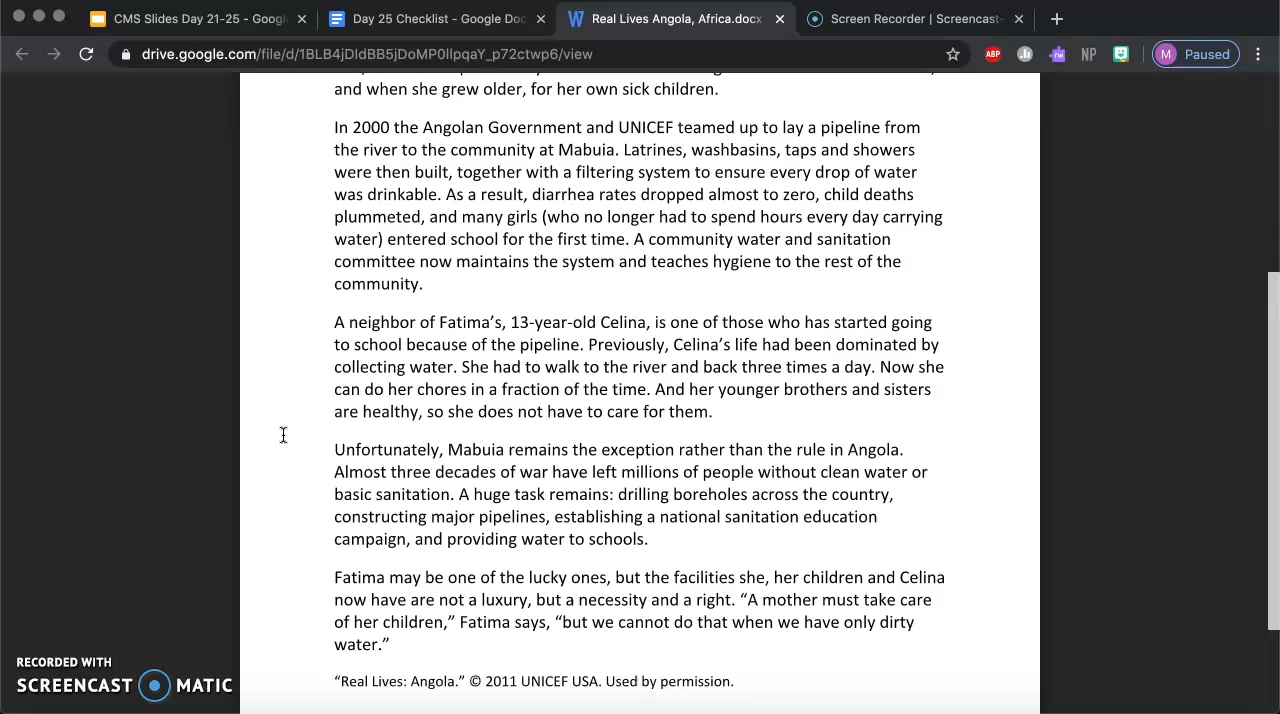 CMS Slides Day 21-25 - Google
Day 25 Checklist - Google Doc
Real Lives Angola, Africa.docx
Screen Recorder | Screencast-
drive.google.com/file/d/1BLB4jDIdBB5jDoMP0llpqaY_p72ctwp6/view
ABP
rw
NP
M Paused
and when she grew older, for her own sick children.
In 2000 the Angolan Government and UNICEF teamed up to lay a pipeline from
the river to the community at Mabuia. Latrines, washbasins, taps and showers
were then built, together with a filtering system to ensure every drop of water
was drinkable. As a result, diarrhea rates dropped almost to zero, child deaths
plummeted, and many girls (who no longer had to spend hours every day carrying
water) entered school for the first time. A community water and sanitation
committee now maintains the system and teaches hygiene to the rest of the
community.
A neighbor of Fatima’s, 13-year-old Celina, is one of those who has started going
to school because of the pipeline. Previously, Celina’s life had been dominated by
collecting water. She had to walk to the river and back three times a day. Now she
can do her chores in a fraction of the time. And her younger brothers and sisters
are healthy, so she does not have to care for them.
Unfortunately, Mabuia remains the exception rather than the rule in Angola.
Almost three decades of war have left millions of people without clean water or
basic sanitation. A huge task remains: drilling boreholes across the country,
constructing major pipelines, establishing a national sanitation education
campaign, and providing water to schools.
Fatima may be one of the lucky ones, but the facilities she, her children and Celina
now have are not a luxury, but a necessity and a right. “A mother must take care
of her children,” Fatima says, “but we cannot do that when we have only dirty
water.”
“Real Lives: Angola.” © 2011 UNICEF USA. Used by permission.
RECORDED WITH
SCREENCAST MATIC